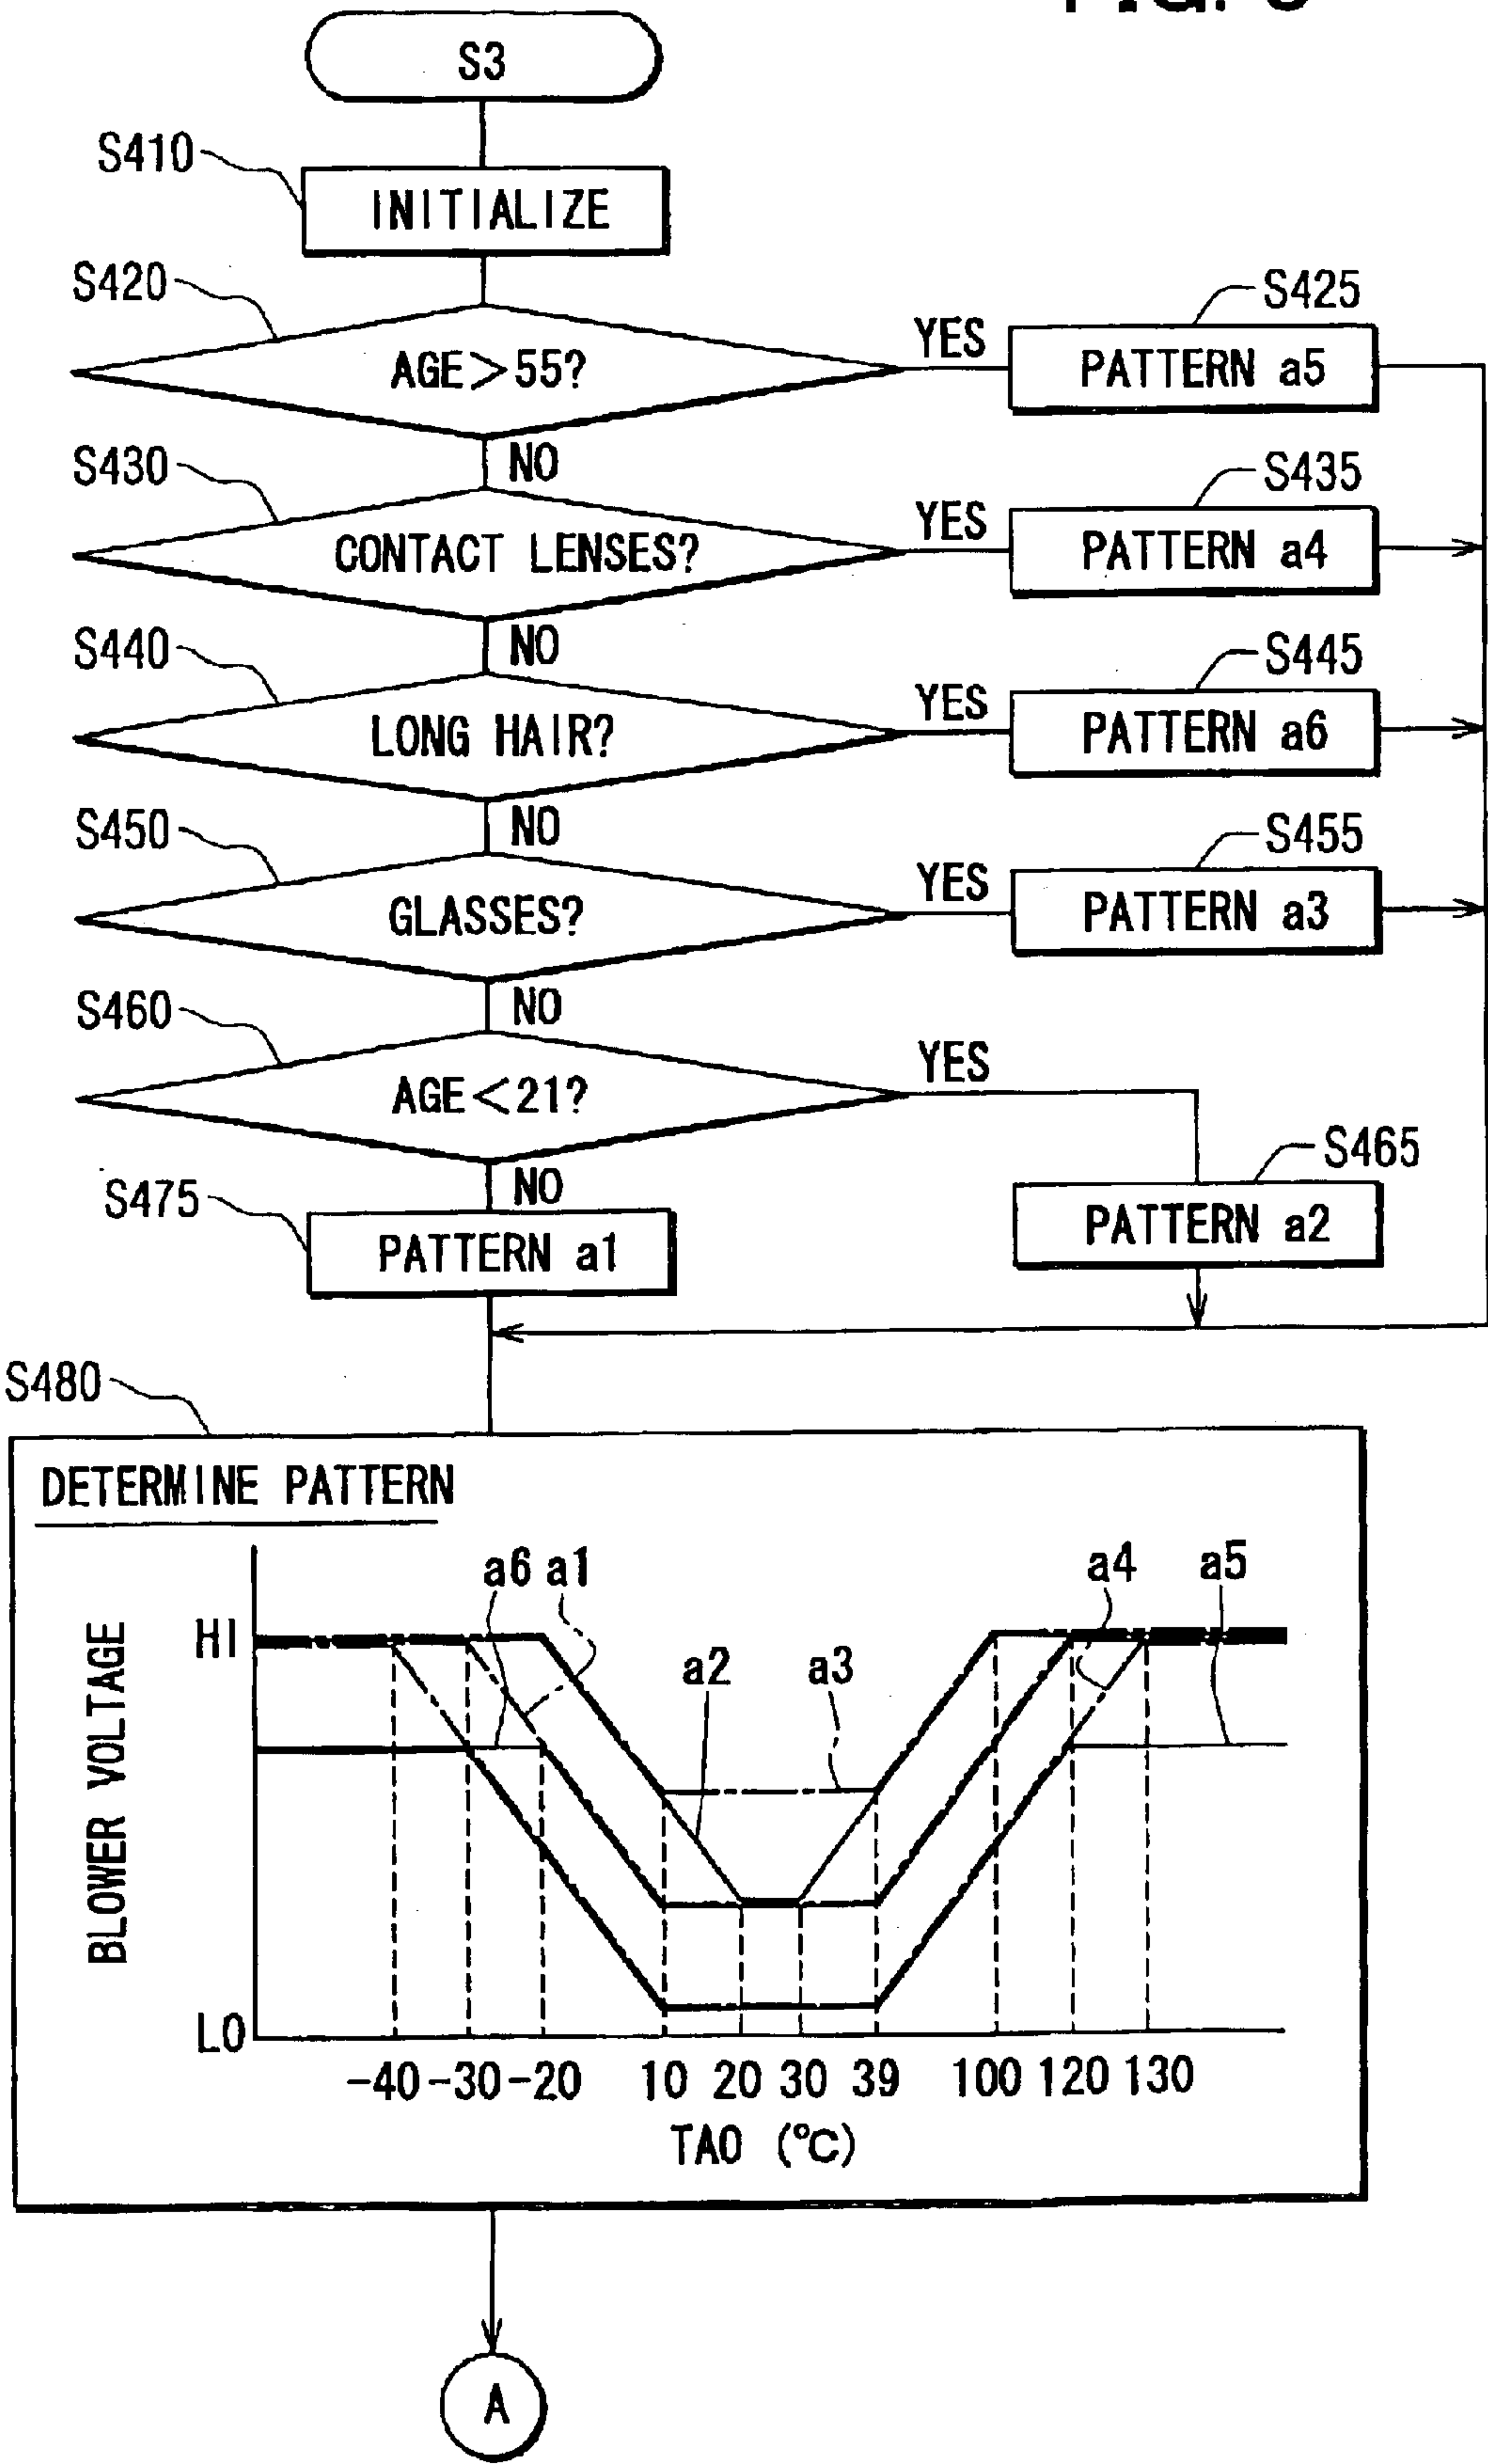 S3
S410
INITIALIZE
S420
AGE>55?
YES
S425
PATTERN a5
NO
S430
CONTACT LENSES?
YES
S435
PATTERN a4
NO
S440
LONG HAIR?
YES
S445
PATTERN a6
NO
S450
GLASSES?
YES
S455
PATTERN a3
NO
S460
AGE<21?
YES
S465
PATTERN a2
NO
S475
PATTERN a1
S480
DETERMINE PATTERN
BLOWER VOLTAGE
HI
LO
a6 a1
a2
a3
a4
a5
-40 -30 -20 10 20 30 39 100 120 130
TAO (°C)
A